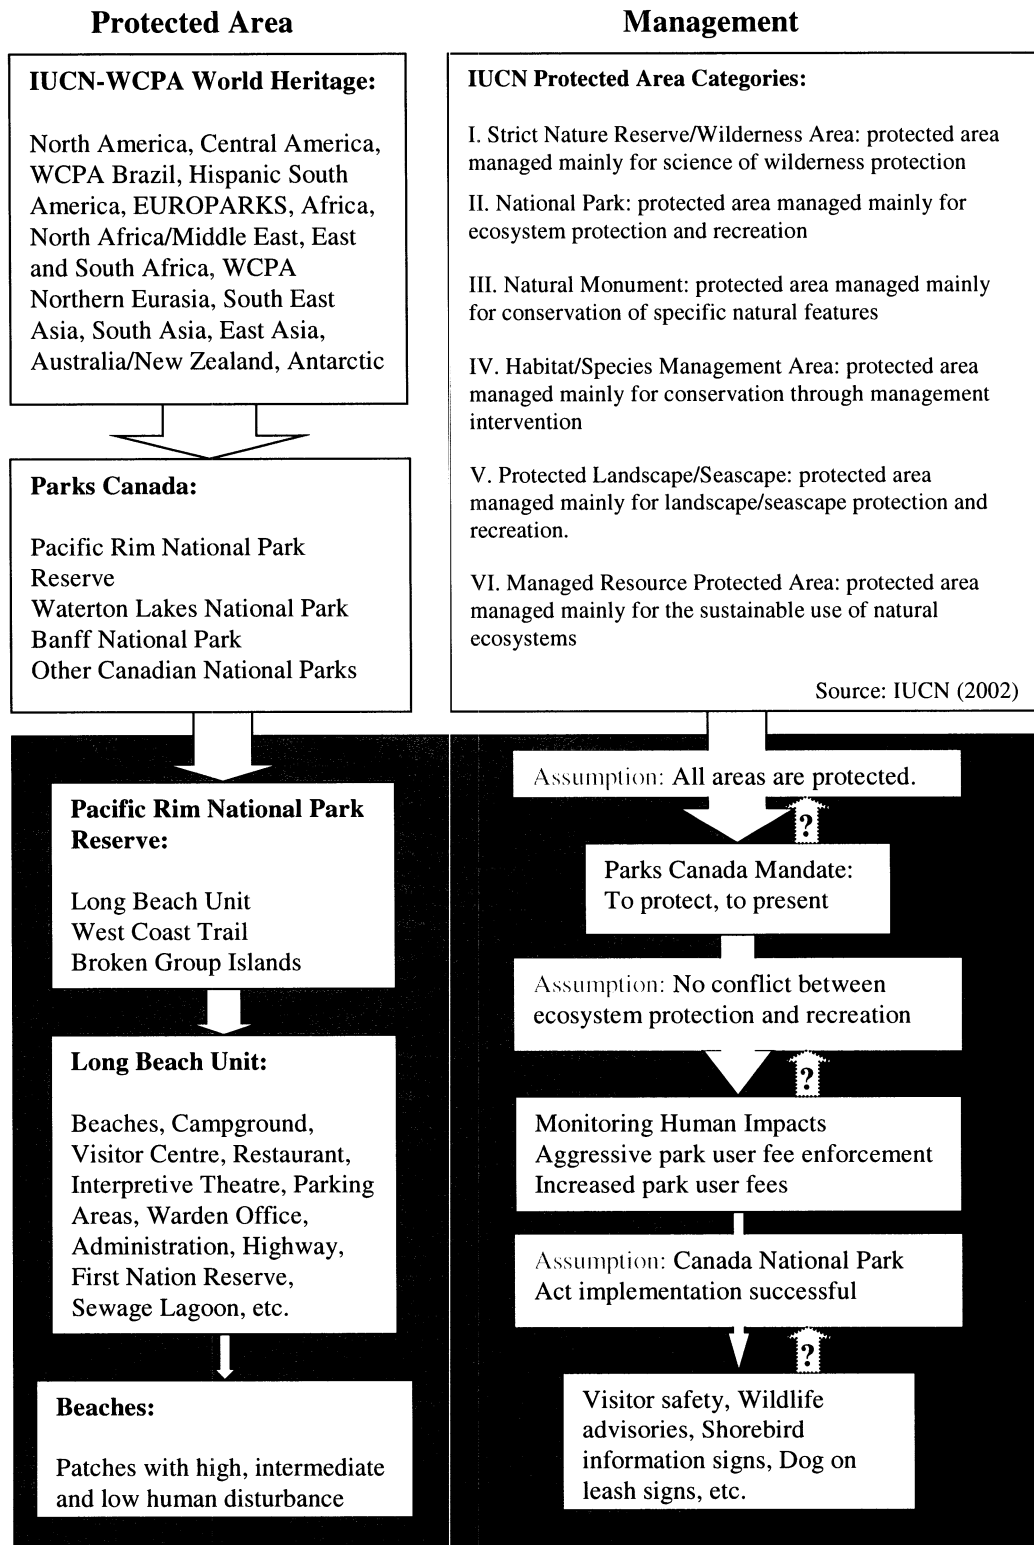 Protected Area
IUCN-WCPA World Heritage:
North America, Central America,
WCPA Brazil, Hispanic South
America, EUROPARKS, Africa,
North Africa/Middle East, East
and South Africa, WCPA
Northern Eurasia, South East
Asia, South Asia, East Asia,
Australia/New Zealand, Antarctic
Parks Canada:
Pacific Rim National Park
Reserve
Waterton Lakes National Park
Banff National Park
Other Canadian National Parks
Pacific Rim National Park
Reserve:
Long Beach Unit
West Coast Trail
Broken Group Islands
Long Beach Unit:
Beaches, Campground,
Visitor Centre, Restaurant,
Interpretive Theatre, Parking
Areas, Warden Office,
Administration, Highway,
First Nation Reserve,
Sewage Lagoon, etc.
Beaches:
Patches with high, intermediate
and low human disturbance
Management
IUCN Protected Area Categories:
I. Strict Nature Reserve/Wilderness Area: protected area
managed mainly for science of wilderness protection
II. National Park: protected area managed mainly for
ecosystem protection and recreation
III. Natural Monument: protected area managed mainly
for conservation of specific natural features
IV. Habitat/Species Management Area: protected area
managed mainly for conservation through management
intervention
V. Protected Landscape/Seascape: protected area
managed mainly for landscape/seascape protection and
recreation.
VI. Managed Resource Protected Area: protected area
managed mainly for the sustainable use of natural
ecosystems
Source: IUCN (2002)
Assumption: All areas are protected.
?
Parks Canada Mandate:
To protect, to present
Assumption: No conflict between
ecosystem protection and recreation
?
Monitoring Human Impacts
Aggressive park user fee enforcement
Increased park user fees
Assumption: Canada National Park
Act implementation successful
?
Visitor safety, Wildlife
advisories, Shorebird
information signs, Dog on
leash signs, etc.